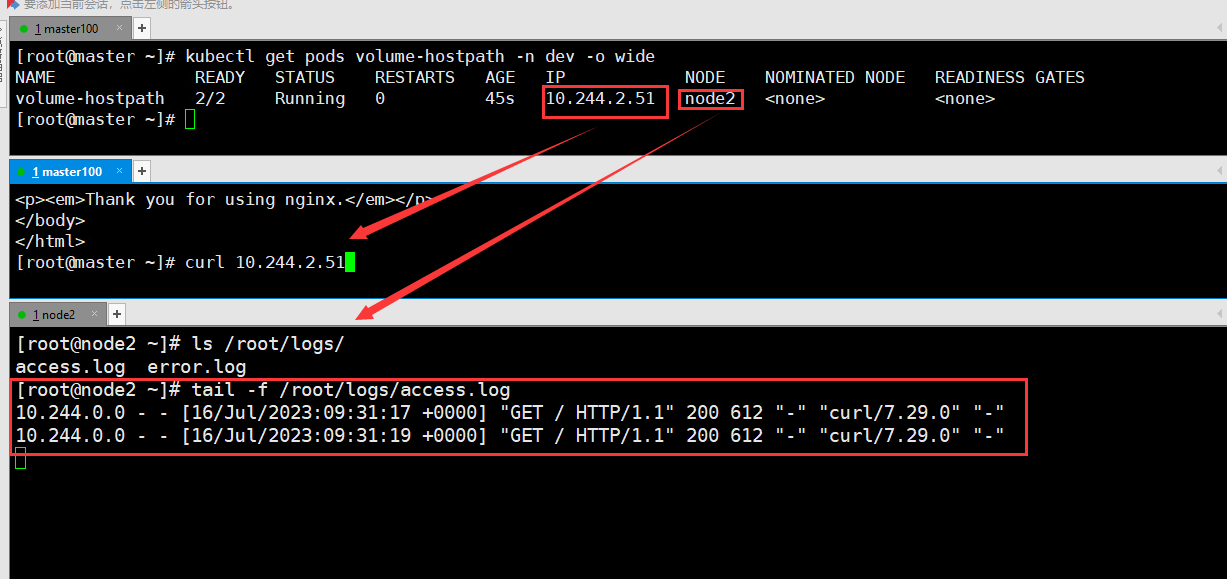 要添加当前会话，点击左侧的箭头按钮。
1 master100 × +
[root@master ~]# kubectl get pods volume-hostpath -n dev -o wide
NAME READY STATUS RESTARTS AGE IP NODE NOMINATED NODE READINESS GATES
volume-hostpath 2/2 Running 0 45s 10.244.2.51 node2 <none> <none>
[root@master ~]#
1 master100 × +
<p><em>Thank you for using nginx.</em></p>
</body>
</html>
[root@master ~]# curl 10.244.2.51
1 node2 × +
[root@node2 ~]# ls /root/logs/
access.log error.log
[root@node2 ~]# tail -f /root/logs/access.log
10.244.0.0 - - [16/Jul/2023:09:31:17 +0000] "GET / HTTP/1.1" 200 612 "-" "curl/7.29.0" "-"
10.244.0.0 - - [16/Jul/2023:09:31:19 +0000] "GET / HTTP/1.1" 200 612 "-" "curl/7.29.0" "-"